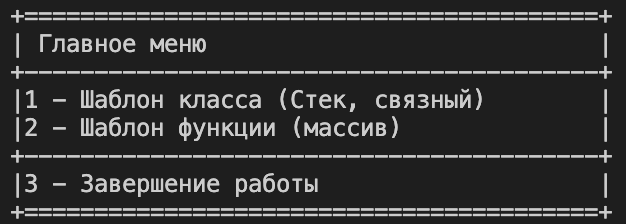 +=========================================+
| Главное меню                            |
+-----------------------------------------+
|1 - Шаблон класса (Стек, связный)        |
|2 - Шаблон функции (массив)              |
+-----------------------------------------+
|3 - Завершение работы                    |
+=========================================+